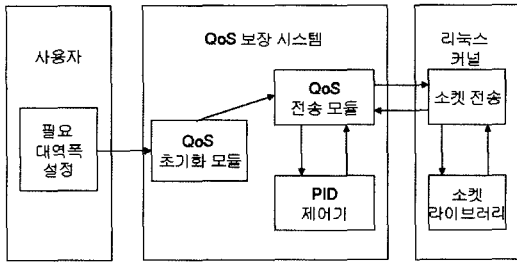 사용자
필요
대역폭
설정
QoS 보장 시스템
QoS
초기화 모듈
QoS
전송 모듈
PID
제어기
리눅스
커널
소켓 전송
소켓
라이브러리